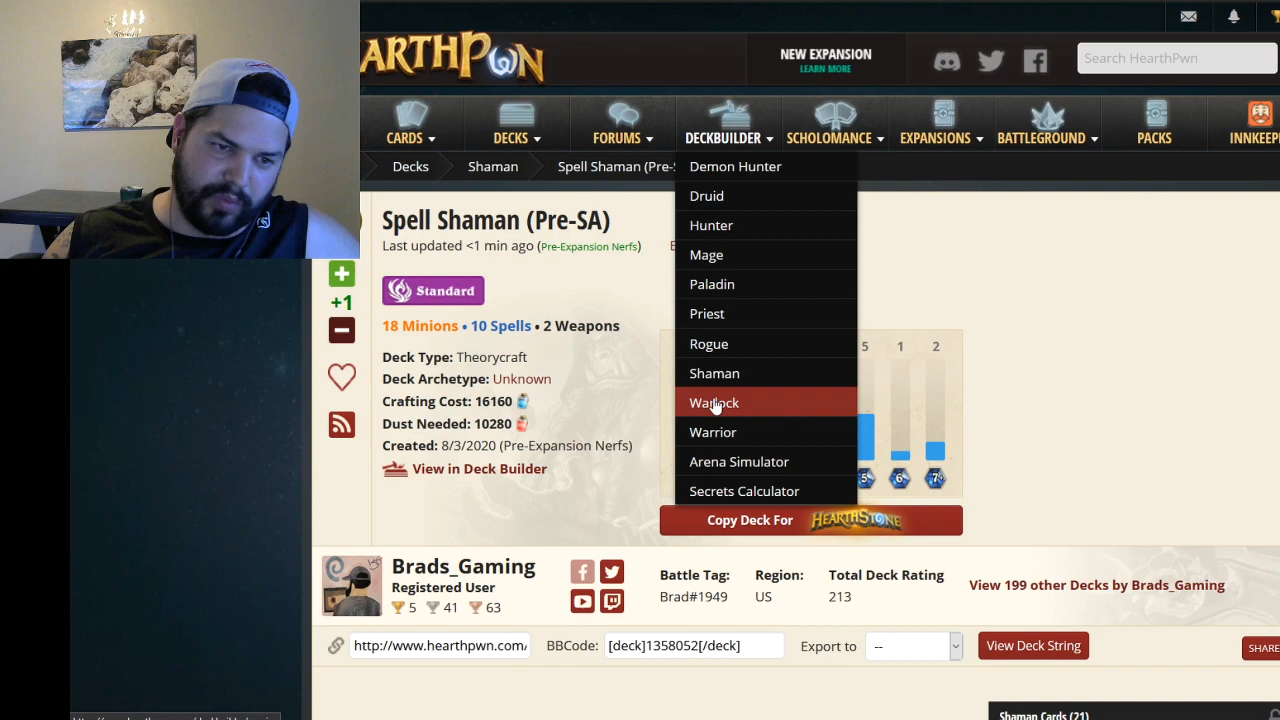 EARTHPWN
NEW EXPANSION
LEARN MORE
Search HearthPwn
CARDS
DECKS
FORUMS
DECKBUILDER
SCHOLOMANCE
EXPANSIONS
BATTLEGROUND
PACKS
INNKEEP
Decks
Shaman
Spell Shaman (Pre-S
Demon Hunter
Druid
Hunter
Mage
Paladin
Priest
Rogue
Shaman
Warlock
Warrior
Arena Simulator
Secrets Calculator
Spell Shaman (Pre-SA)
Last updated <1 min ago (Pre-Expansion Nerfs)
+1
Standard
18 Minions • 10 Spells • 2 Weapons
Deck Type: Theorycraft
Deck Archetype: Unknown
Crafting Cost: 16160
Dust Needed: 10280
Created: 8/3/2020 (Pre-Expansion Nerfs)
View in Deck Builder
5 1 2
5 6 7+
Copy Deck For HEARTHSTONE
Brads_Gaming
Registered User
5 41 63
Battle Tag: Region: Total Deck Rating
Brad#1949 US 213
View 199 other Decks by Brads_Gaming
http://www.hearthpwn.com/
BBCode: [deck]1358052[/deck]
Export to --
View Deck String
SHARE
Shaman Cards (21)